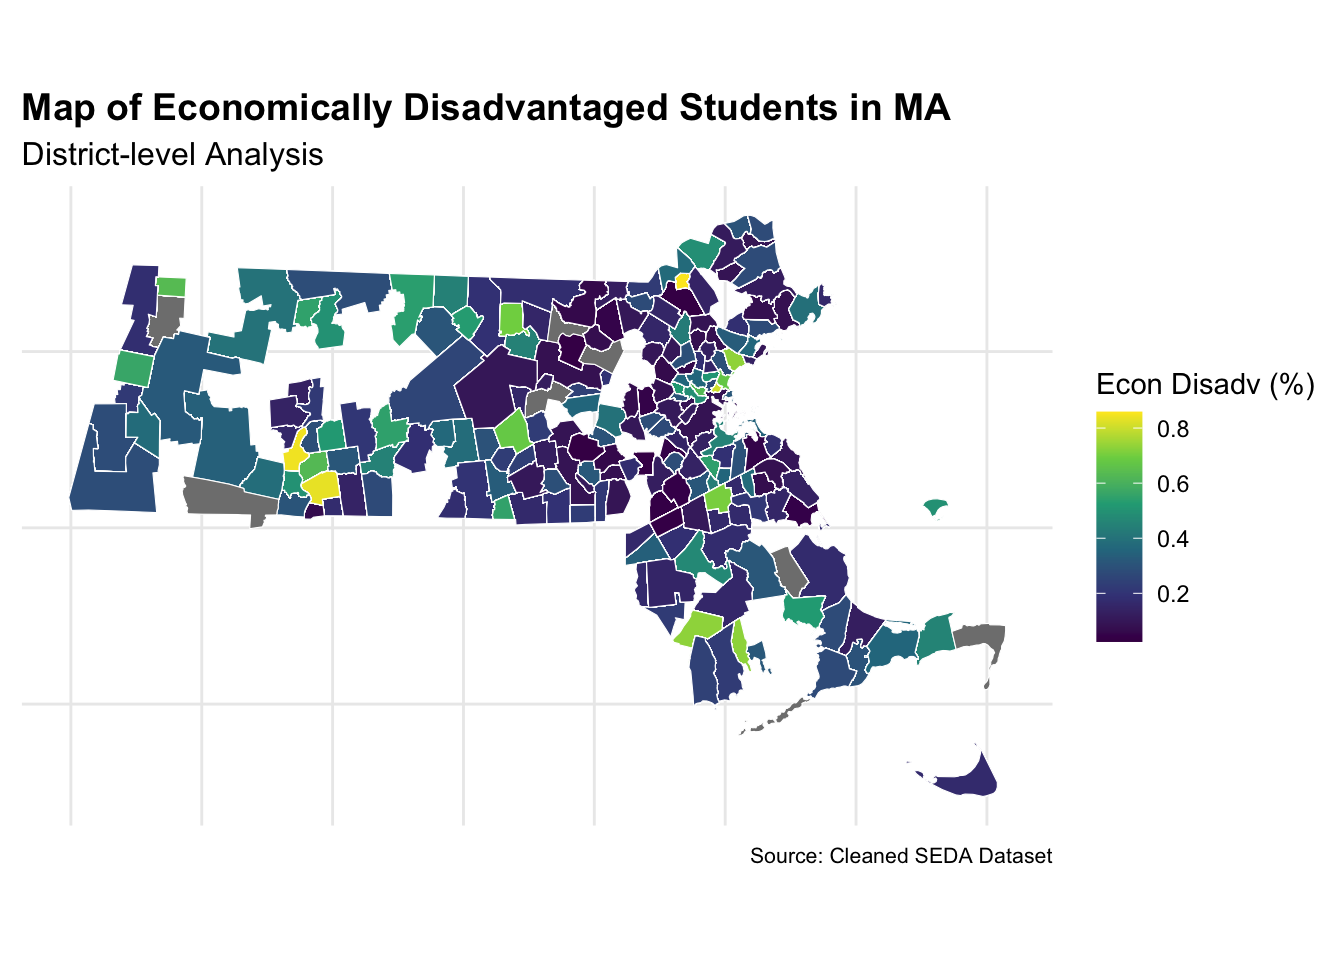 Map of Economically Disadvantaged Students in MA
District-level Analysis
Econ Disadv (%)
0.8
0.6
0.4
0.2
Source: Cleaned SEDA Dataset